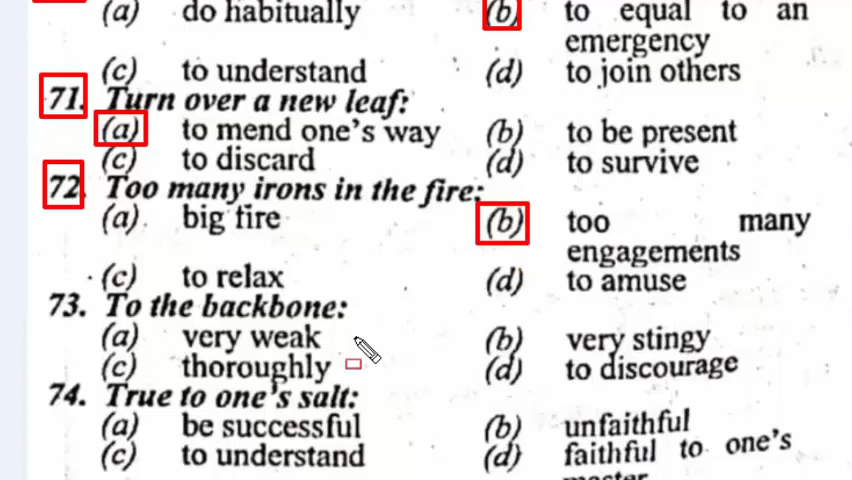 (a) do habitually (b) to equal to an
emergency
(c) to understand (d) to join others
71. Turn over a new leaf:
(a) to mend one's way (b) to be present
(c) to discard (d) to survive
72. Too many irons in the fire:
(a) big fire (b) too many
engagements
(c) to relax (d) to amuse
73. To the backbone:
(a) very weak (b) very stingy
(c) thoroughly (d) to discourage
74. True to one's salt:
(a) be successful (b) unfaithful
(c) to understand (d) faithful to one's
master